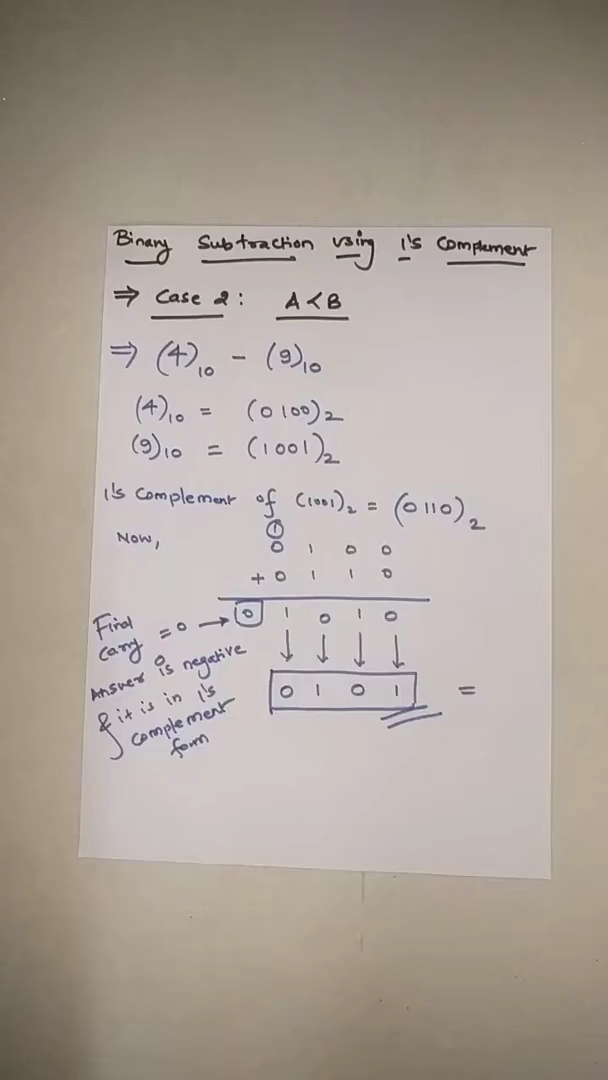 Binary Subtraction using 1's Complement
⇒ Case 2: A<B
⇒ (4)₁₀ - (9)₁₀
(4)₁₀ = (0100)₂
(9)₁₀ = (1001)₂
1's Complement of (1001)₂ = (0110)₂
Now,
1
0 1 0 0
+ 0 1 1 0
Final carry = 0 → 0 1 0 1 0
↓ ↓ ↓ ↓
0 1 0 1 =
Answer is negative
& it is in 1's
complement
form